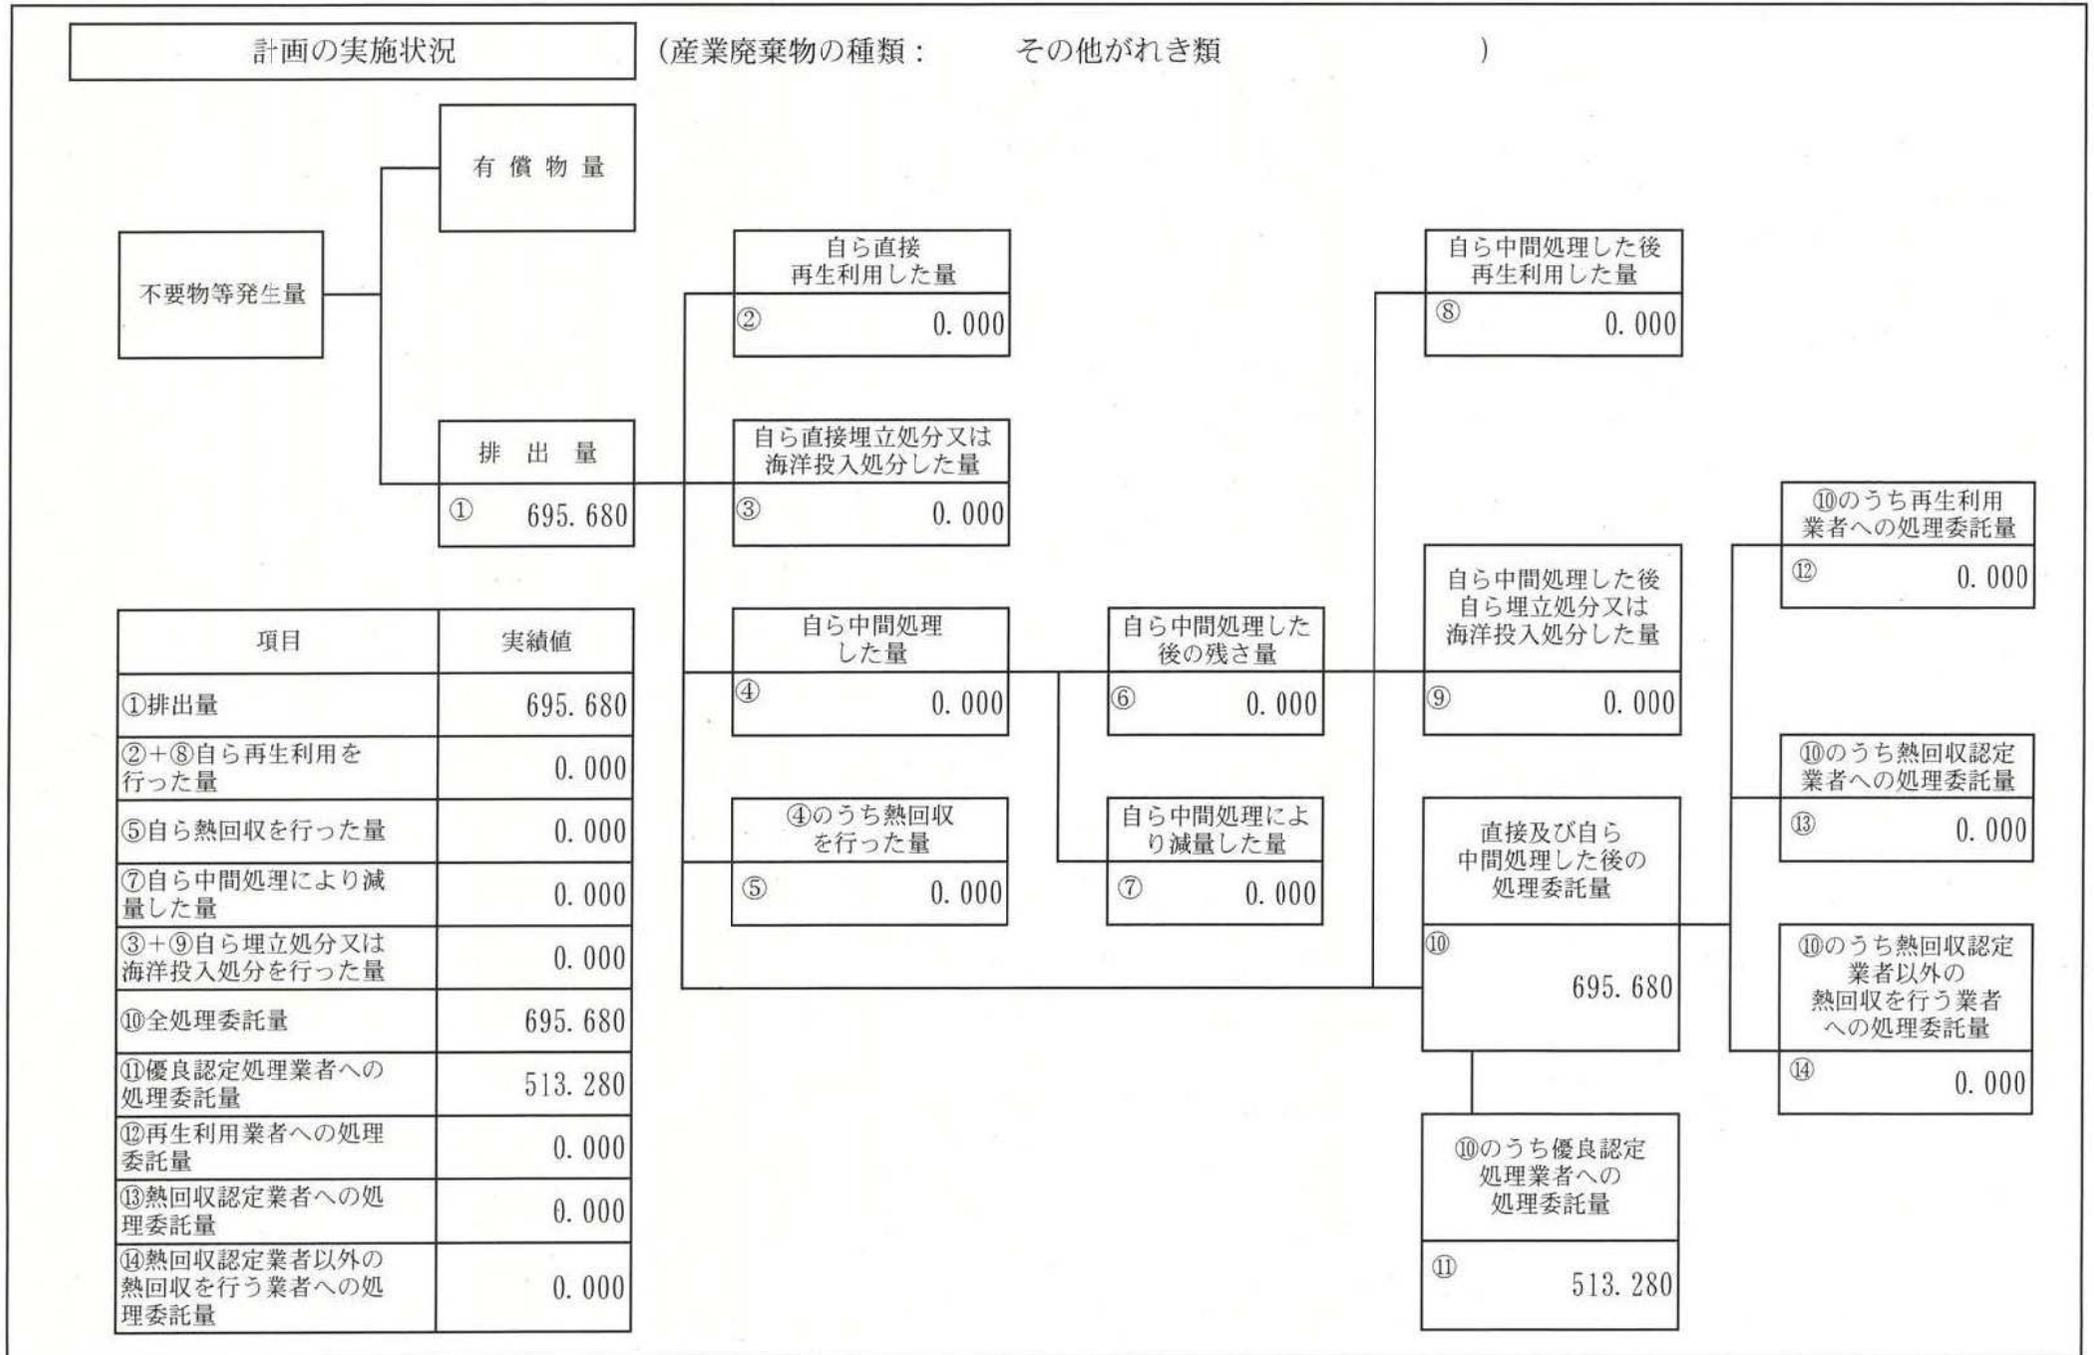 計画の実施状況 (産業廃棄物の種類： その他がれき類 )
有 償 物 量
不要物等発生量
排 出 量
① 695.680
自ら直接
再生利用した量
② 0.000
自ら直接埋立処分又は
海洋投入処分した量
③ 0.000
自ら中間処理
した量
④ 0.000
④のうち熱回収
を行った量
⑤ 0.000
自ら中間処理した
後の残さ量
⑥ 0.000
自ら中間処理によ
り減量した量
⑦ 0.000
自ら中間処理した後
再生利用した量
⑧ 0.000
自ら中間処理した後
自ら埋立処分又は
海洋投入処分した量
⑨ 0.000
直接及び自ら
中間処理した後の
処理委託量
⑩
695.680
⑩のうち優良認定
処理業者への
処理委託量
⑪
513.280
⑩のうち再生利用
業者への処理委託量
⑫ 0.000
⑩のうち熱回収認定
業者への処理委託量
⑬ 0.000
⑩のうち熱回収認定
業者以外の
熱回収を行う業者
への処理委託量
⑭ 0.000
項目 実績値
①排出量 695.680
②＋⑧自ら再生利用を
行った量 0.000
⑤自ら熱回収を行った量 0.000
⑦自ら中間処理により減
量した量 0.000
③＋⑨自ら埋立処分又は
海洋投入処分を行った量 0.000
⑩全処理委託量 695.680
⑪優良認定処理業者への
処理委託量 513.280
⑫再生利用業者への処理
委託量 0.000
⑬熱回収認定業者への処
理委託量 0.000
⑭熱回収認定業者以外の
熱回収を行う業者への処
理委託量 0.000